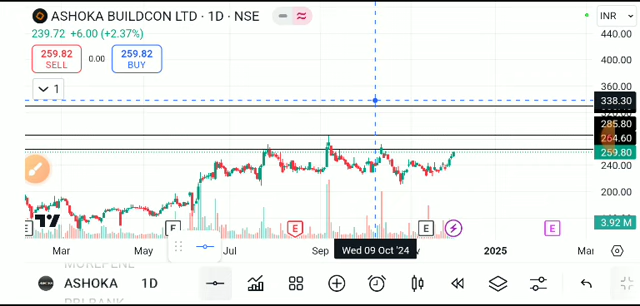 ASHOKA BUILDCON LTD · 1D · NSE
INR
239.72 +6.00 (+2.37%)
259.82
SELL
0.00
259.82
BUY
1
440.00
400.00
360.00
338.30
285.80
264.60
259.80
240.00
200.00
160.00
3.92 M
E
E
E
E
E
Mar
May
Jul
Sep
Wed 09 Oct '24
2025
Mar
ASHOKA 1D